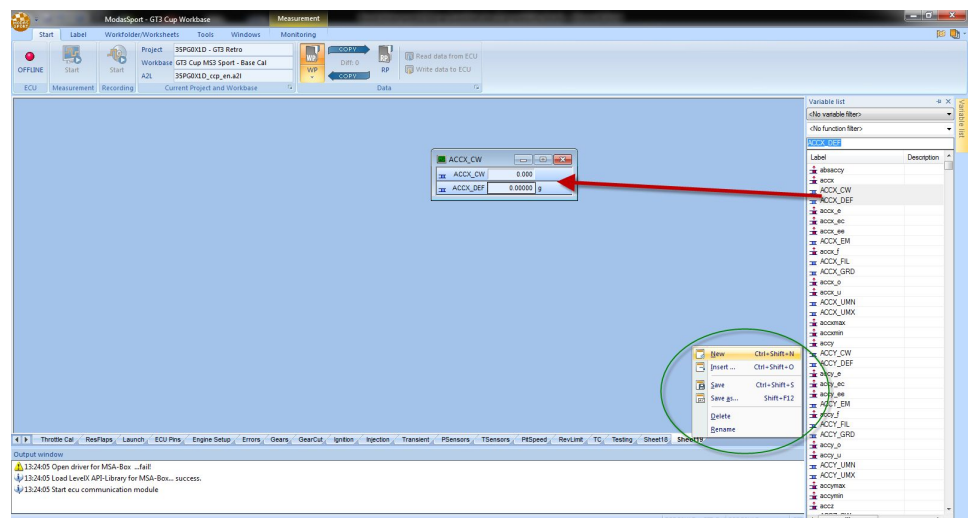 ModasSport - GT3 Cup Workbase Measurement
Start Label Workfolder/Worksheets Tools Windows Monitoring
OFFLINE
Start
Start
Project 3SPG0X1D - GT3 Retro
Workbase GT3 Cup MS3 Sport - Base Cal
A2L 3SPG0X1D_ccp_en.a2l
WP
WP
COPY
Diff: 0
COPY
RP
Read data from ECU
Write data to ECU
ECU Measurement Recording Current Project and Workbase Data
Variable list
Variable list
<No variable filter>
<No function filter>
ACCX_DEF
Label Description
absaccy
accx
ACCX_CW
ACCX_DEF
accx_e
accx_ec
accx_ee
ACCX_EM
accx_f
ACCX_FIL
ACCX_GRD
accx_o
accx_u
ACCX_UMN
ACCX_UMX
accxmax
accxmin
accy
ACCY_CW
ACCY_DEF
accy_e
accy_ec
accy_ee
ACCY_EM
accy_f
ACCY_FIL
ACCY_GRD
accy_o
accy_u
ACCY_UMN
ACCY_UMX
accymax
accymin
accz
ACCX_CW
ACCX_CW 0.000
ACCX_DEF 0.00000 g
New Ctrl+Shift+N
Insert ... Ctrl+Shift+O
Save Ctrl+Shift+S
Save as... Shift+F12
Delete
Rename
Throttle Cal ResFlaps Launch ECU Pins Engine Setup Errors Gears GearCut Ignition Injection Transient PSensors TSensors PitSpeed RevLimit TC Testing Sheet18 Sheet19
Output window
13:24:05 Open driver for MSA-Box ...fail!
13:24:05 Load LevelX API-Library for MSA-Box... success.
13:24:05 Start ecu communication module